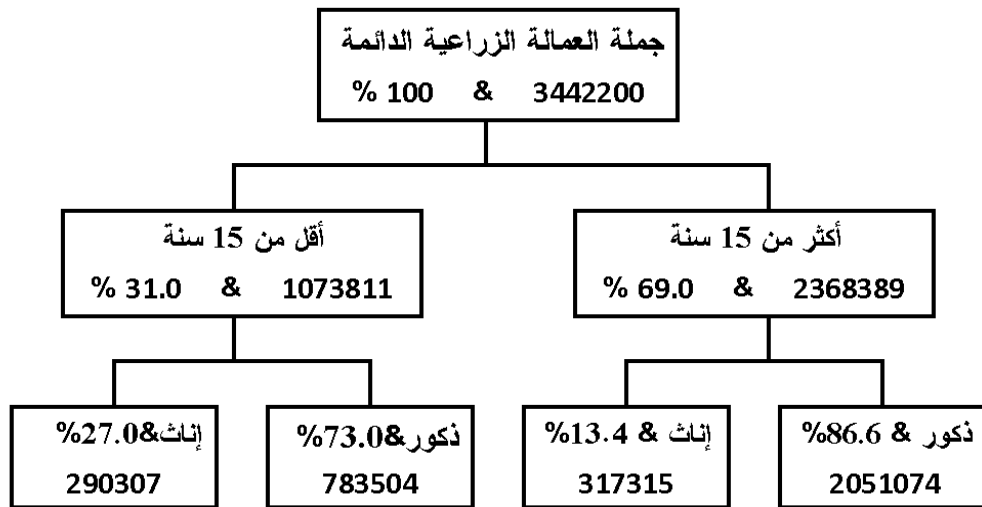 جملة العمالة الزراعية الدائمة
3442200 & 100 %
أكثر من 15 سنة
2368389 & 69.0 %
أقل من 15 سنة
1073811 & 31.0 %
ذكور & 86.6%
2051074
إناث & 13.4%
317315
ذكور&73.0%
783504
إناث&27.0%
290307